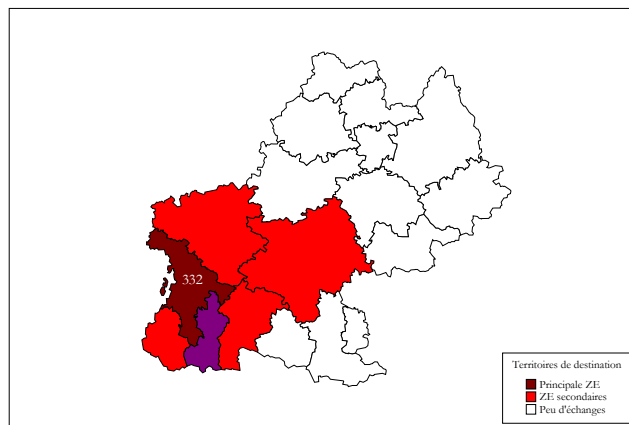 332
Territoires de destination
Principale ZE
ZE secondaires
Peu d'échanges